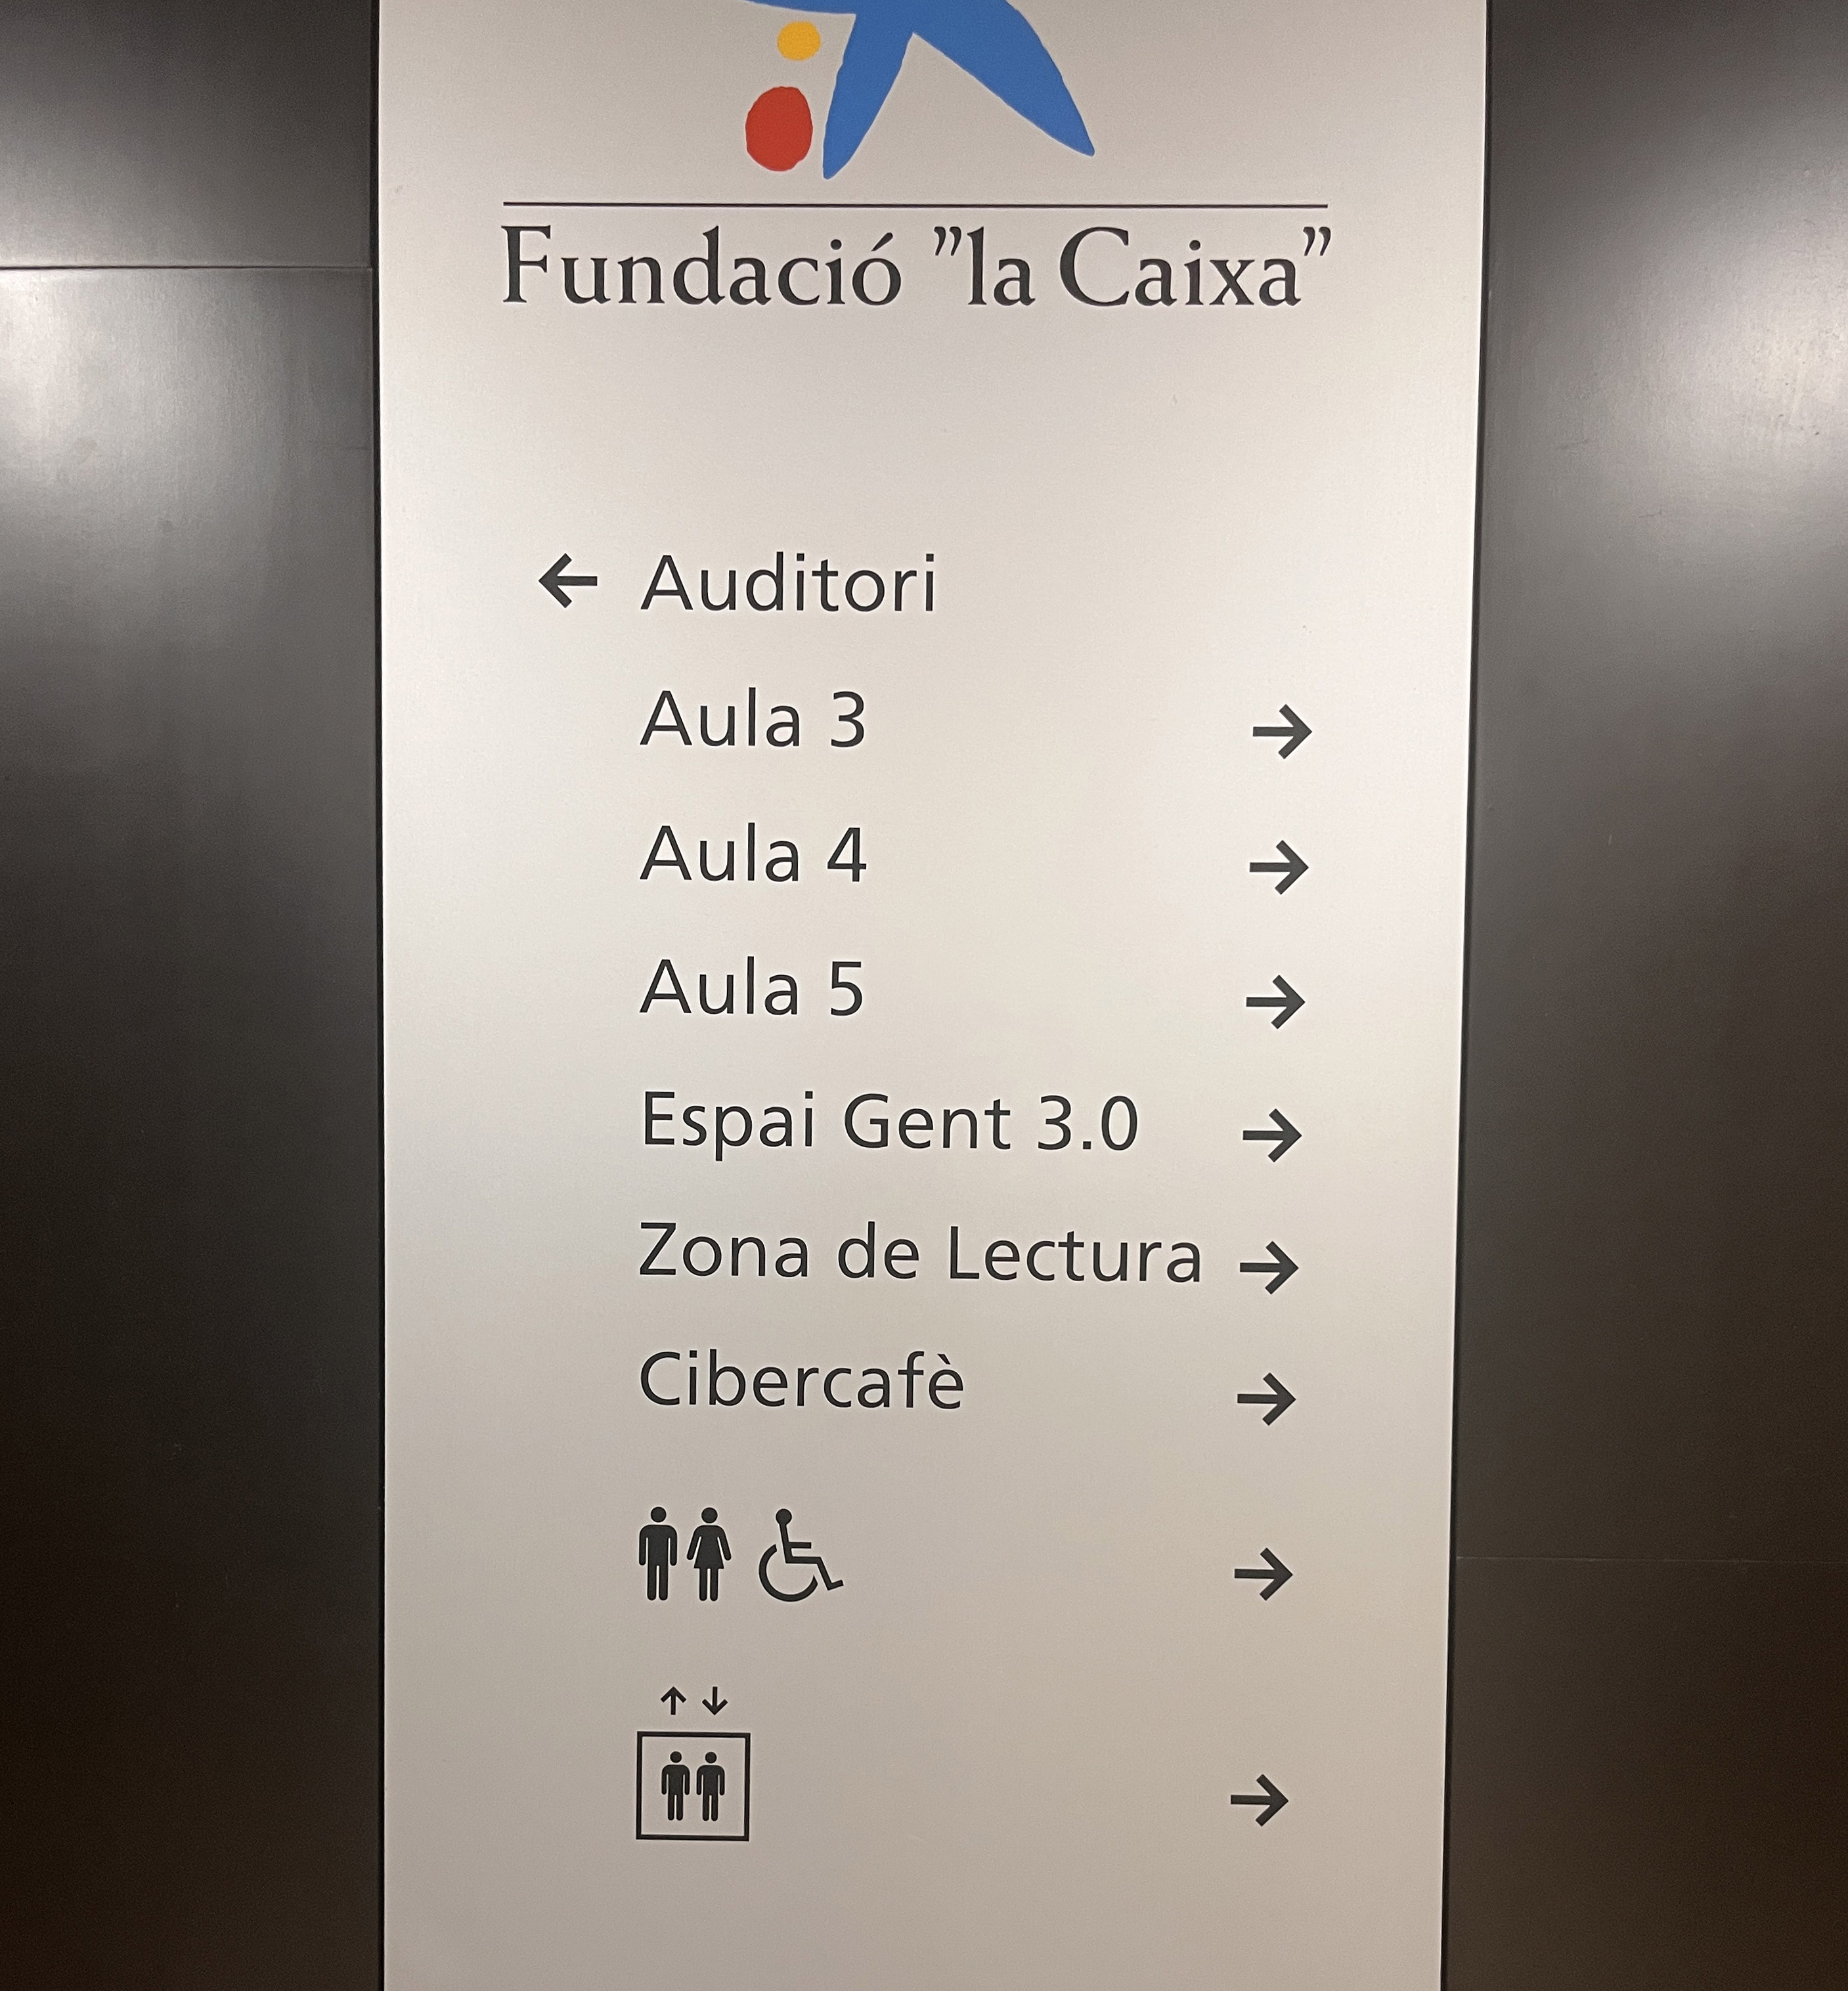 Fundació ”la Caixa”
← Auditori
Aula 3 →
Aula 4 →
Aula 5 →
Espai Gent 3.0 →
Zona de Lectura →
Cibercafè →